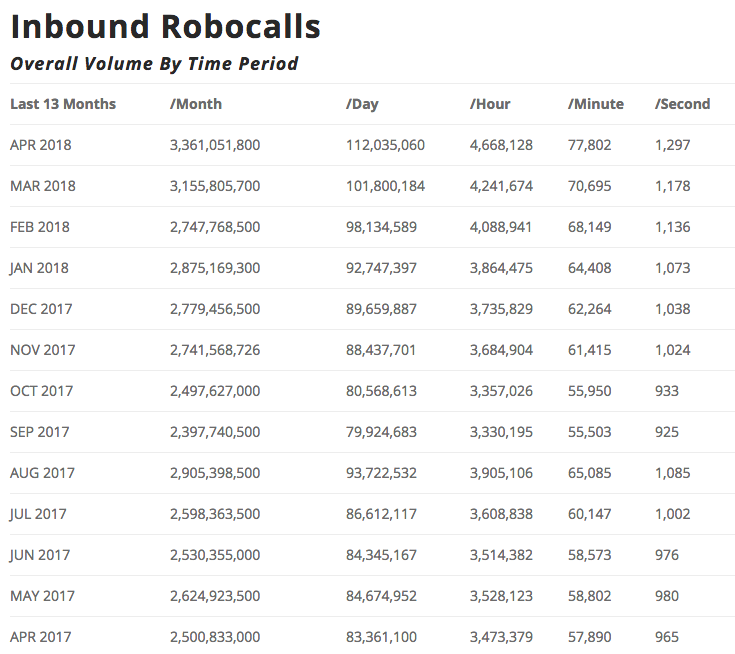 Inbound Robocalls
Overall Volume By Time Period
Last 13 Months /Month /Day /Hour /Minute /Second
APR 2018 3,361,051,800 112,035,060 4,668,128 77,802 1,297
MAR 2018 3,155,805,700 101,800,184 4,241,674 70,695 1,178
FEB 2018 2,747,768,500 98,134,589 4,088,941 68,149 1,136
JAN 2018 2,875,169,300 92,747,397 3,864,475 64,408 1,073
DEC 2017 2,779,456,500 89,659,887 3,735,829 62,264 1,038
NOV 2017 2,741,568,726 88,437,701 3,684,904 61,415 1,024
OCT 2017 2,497,627,000 80,568,613 3,357,026 55,950 933
SEP 2017 2,397,740,500 79,924,683 3,330,195 55,503 925
AUG 2017 2,905,398,500 93,722,532 3,905,106 65,085 1,085
JUL 2017 2,598,363,500 86,612,117 3,608,838 60,147 1,002
JUN 2017 2,530,355,000 84,345,167 3,514,382 58,573 976
MAY 2017 2,624,923,500 84,674,952 3,528,123 58,802 980
APR 2017 2,500,833,000 83,361,100 3,473,379 57,890 965